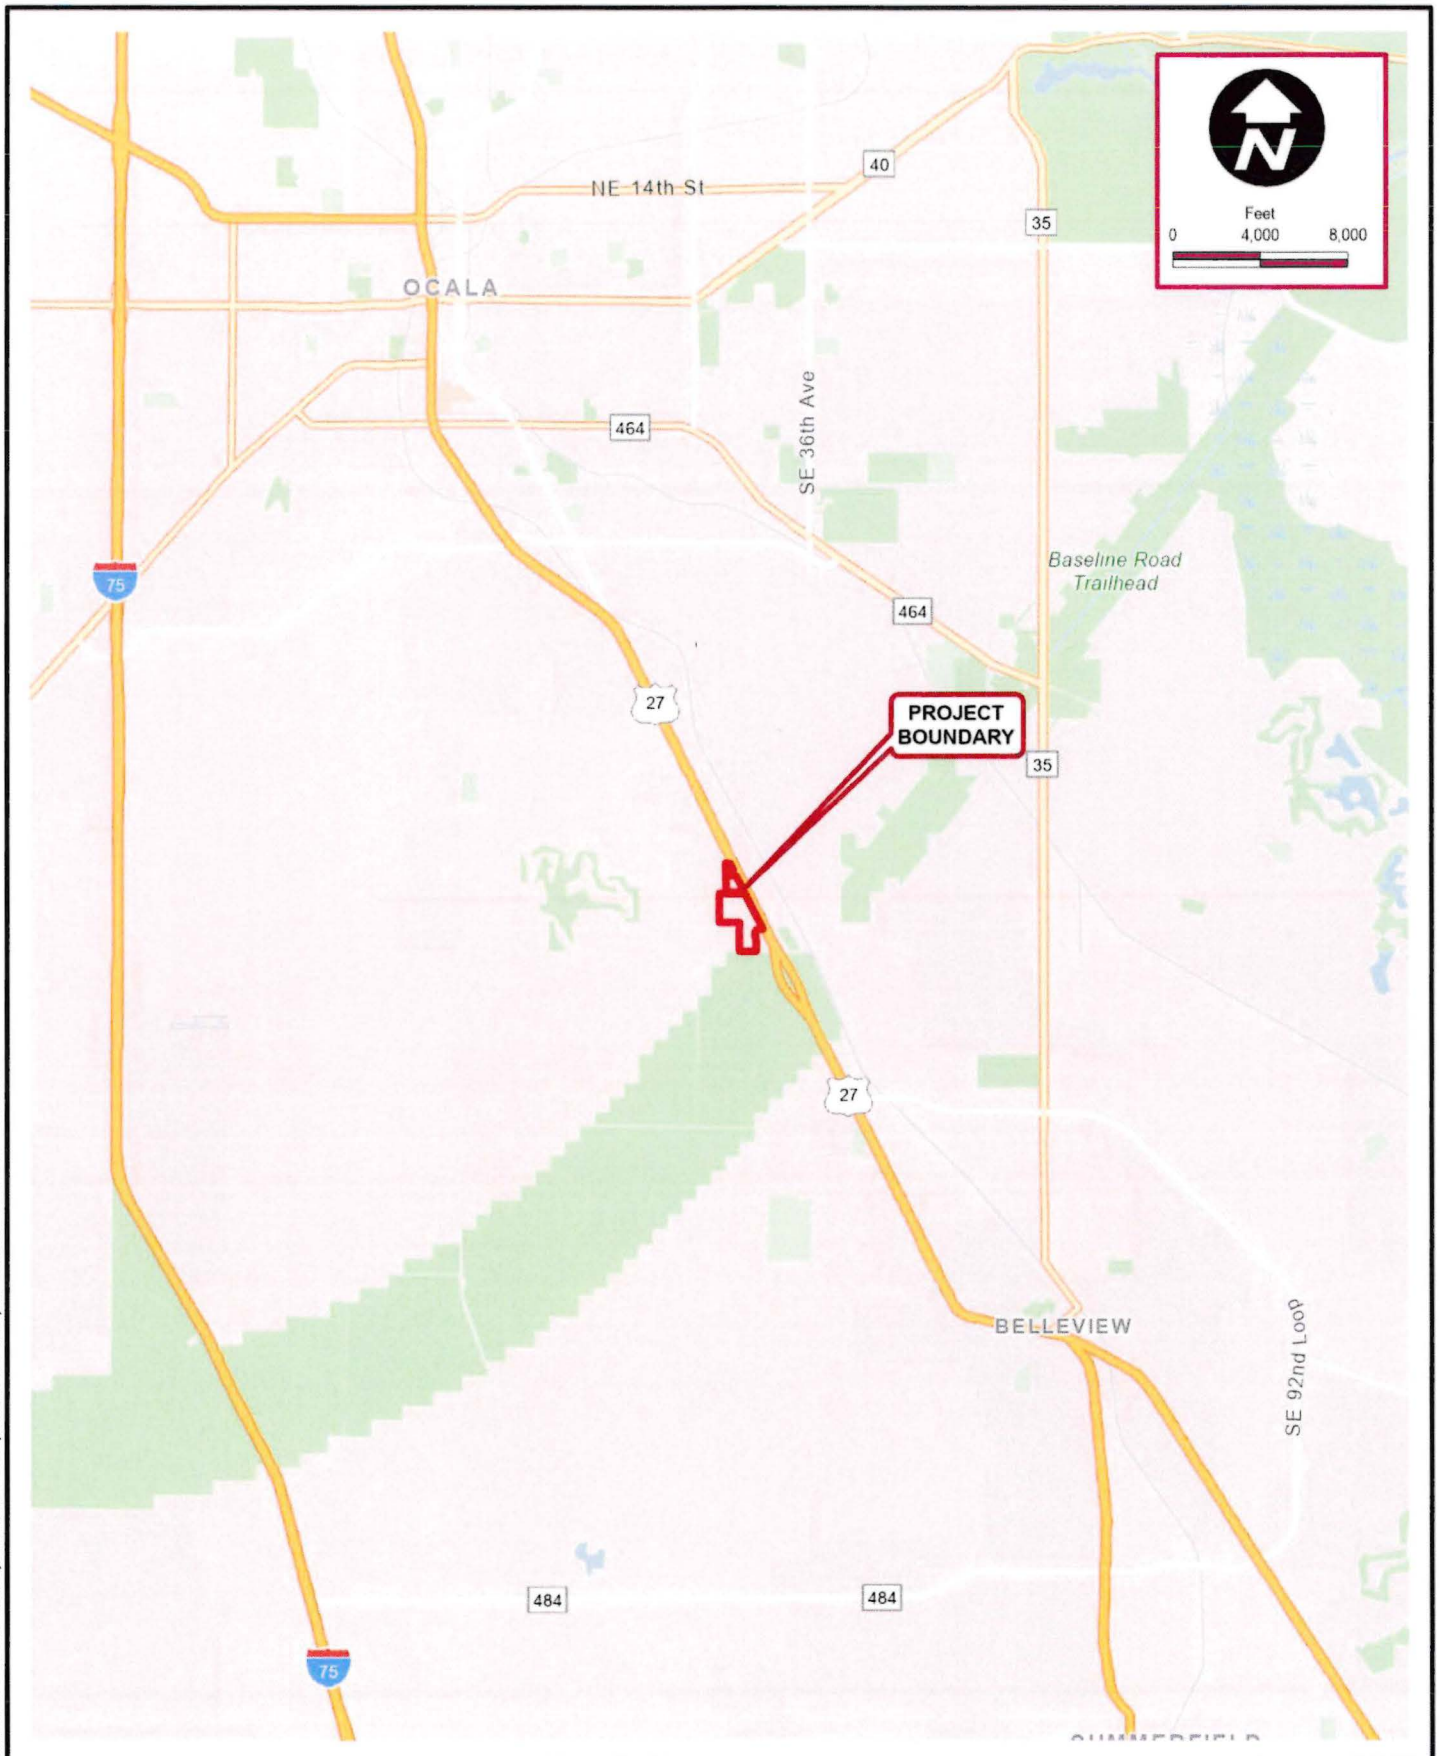 40
NE 14th St
35
N
Feet
0 4,000 8,000
OCALA
SE 36th Ave
464
Baseline Road
Trailhead
75
464
27
PROJECT
BOUNDARY
35
27
BELLEVIEW
SE 92nd Loop
484
484
75